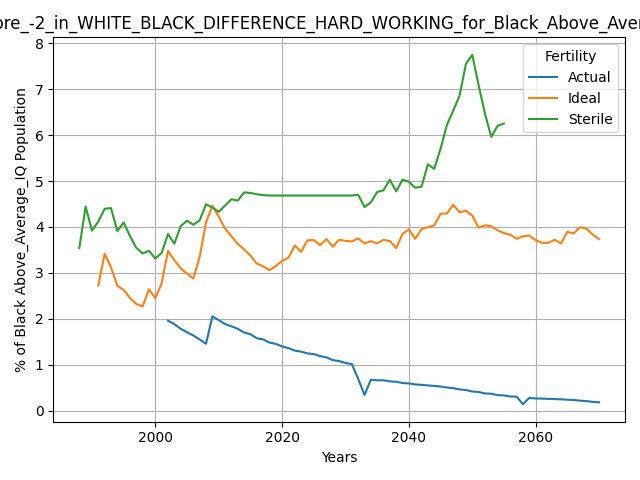 ore_-2_in_WHITE_BLACK_DIFFERENCE_HARD_WORKING_for_Black_Above_Aver
Fertility
Actual
Ideal
Sterile
% of Black Above_Average_IQ Population
8
7
6
5
4
3
2
1
0
2000 2020 2040 2060
Years